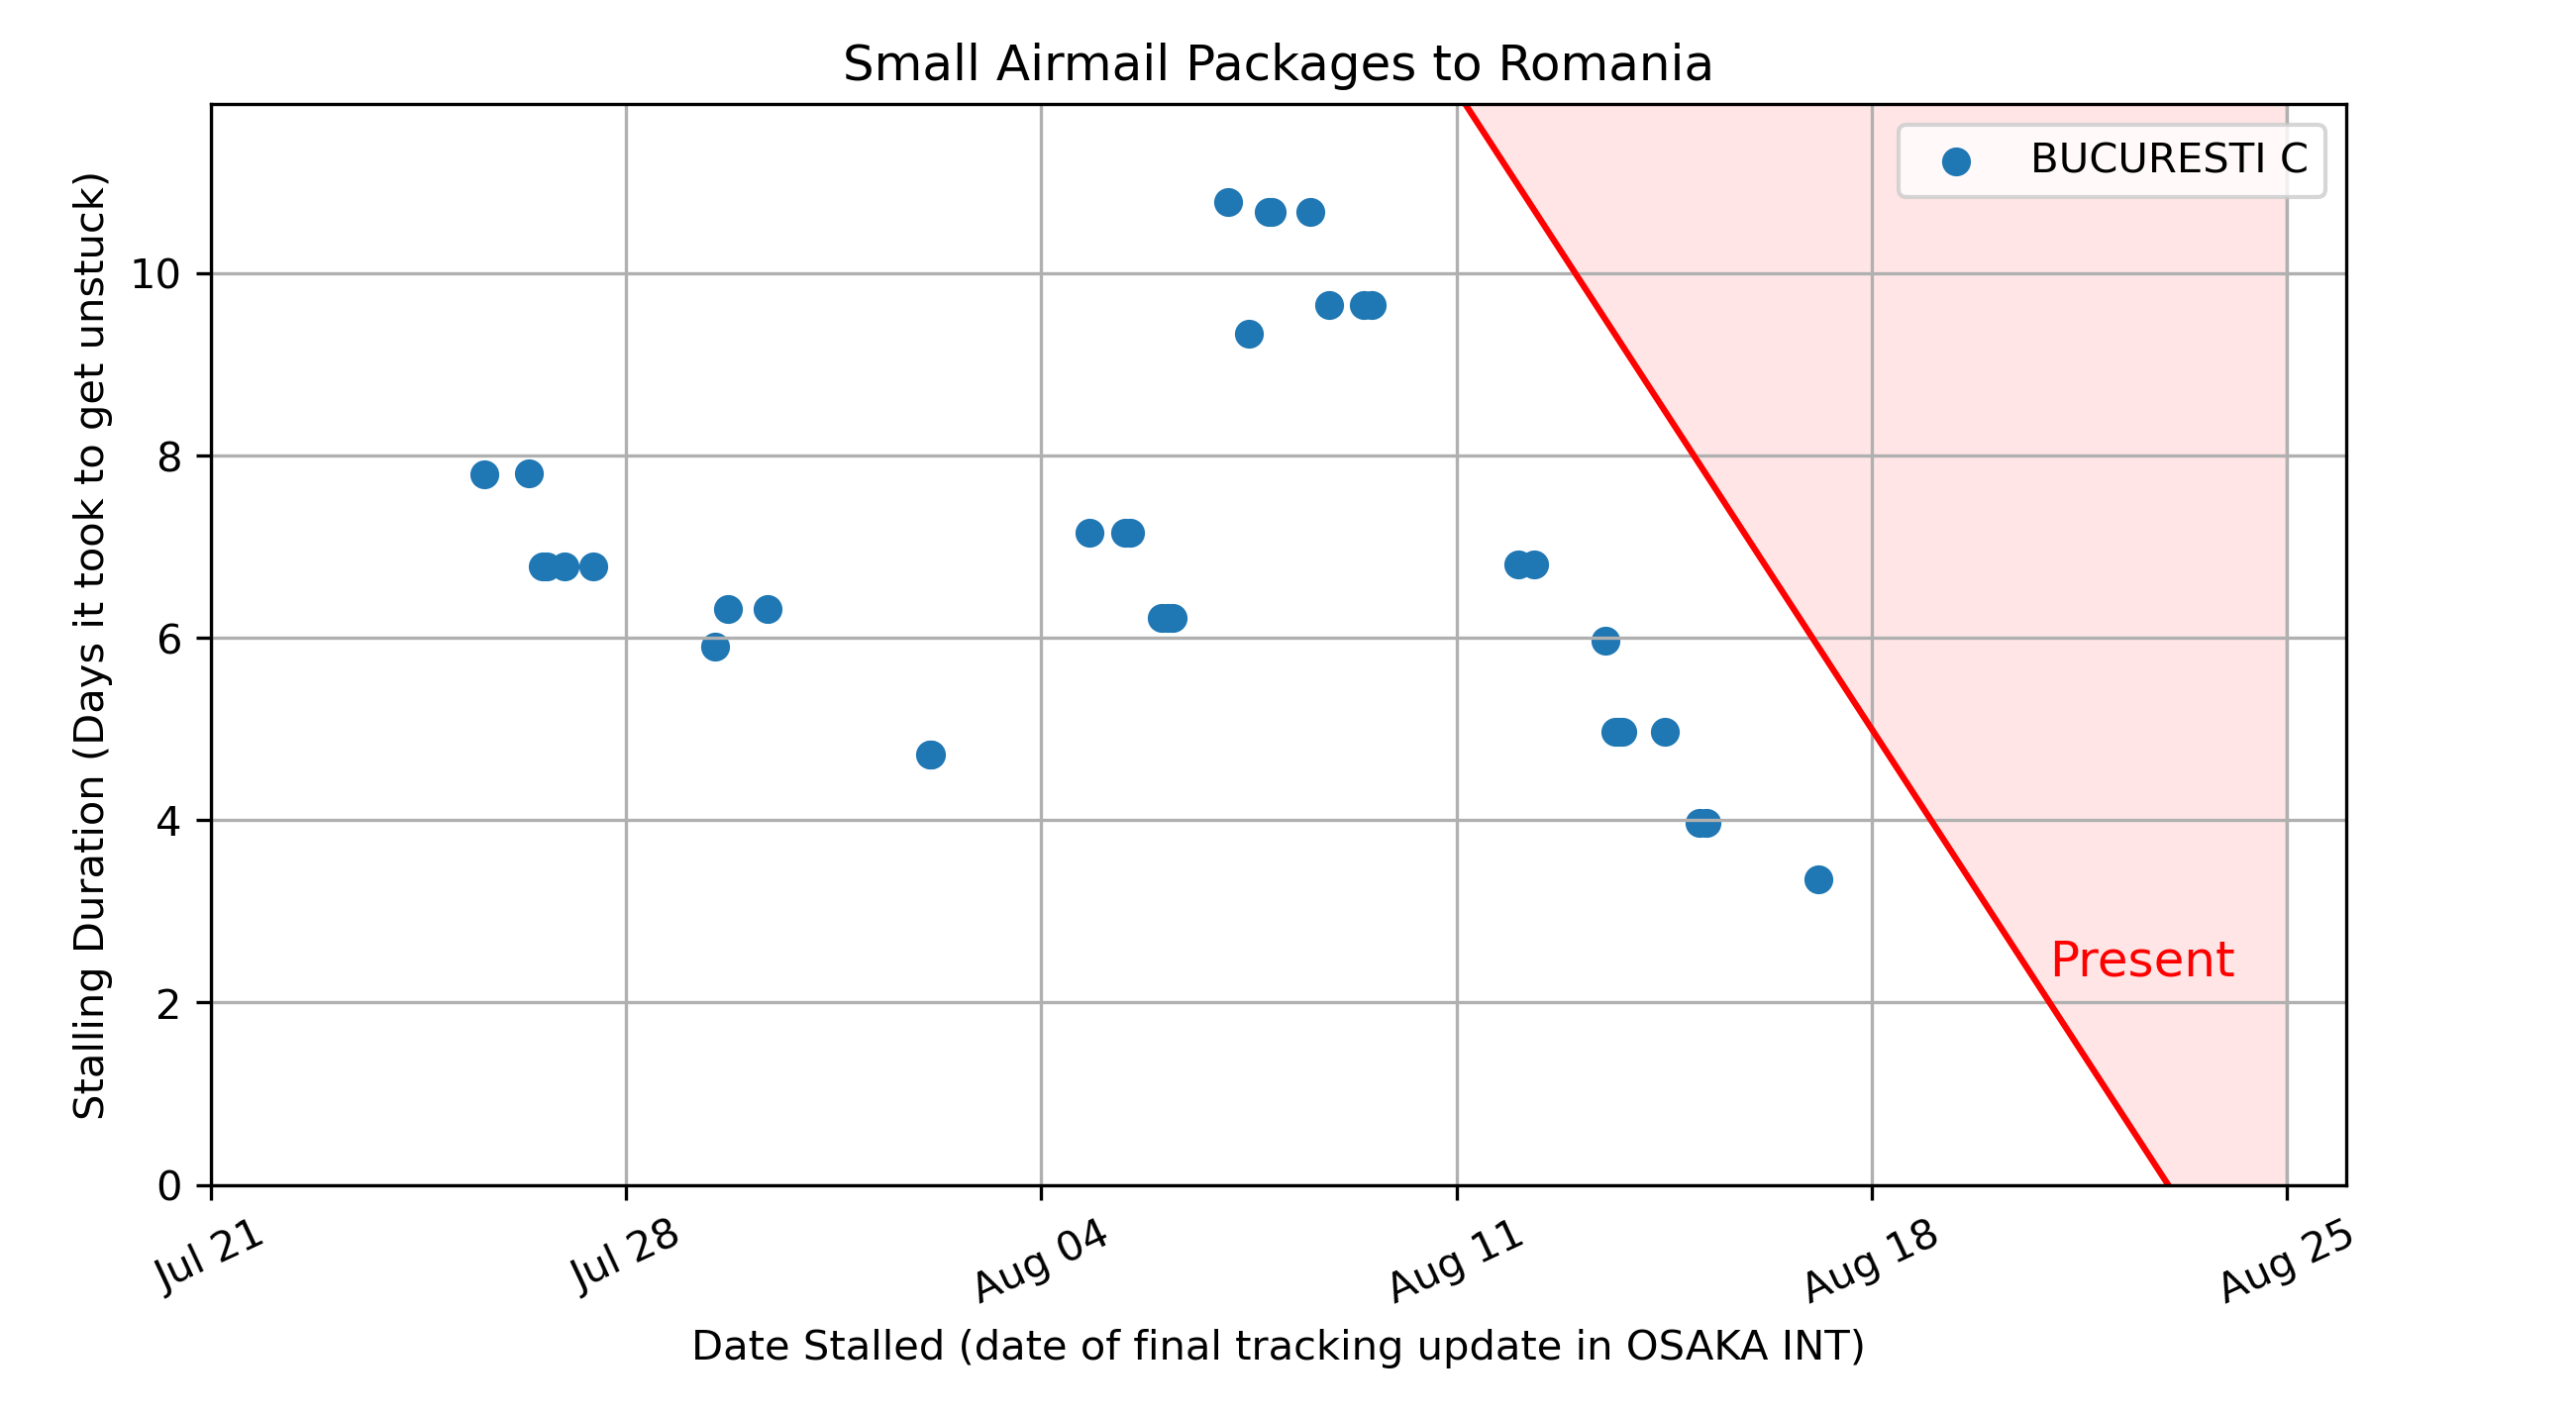 Small Airmail Packages to Romania
BUCURESTI C
Stalling Duration (Days it took to get unstuck)
10
8
6
4
2
0
Present
Jul 21
Jul 28
Aug 04
Aug 11
Aug 18
Aug 25
Date Stalled (date of final tracking update in OSAKA INT)